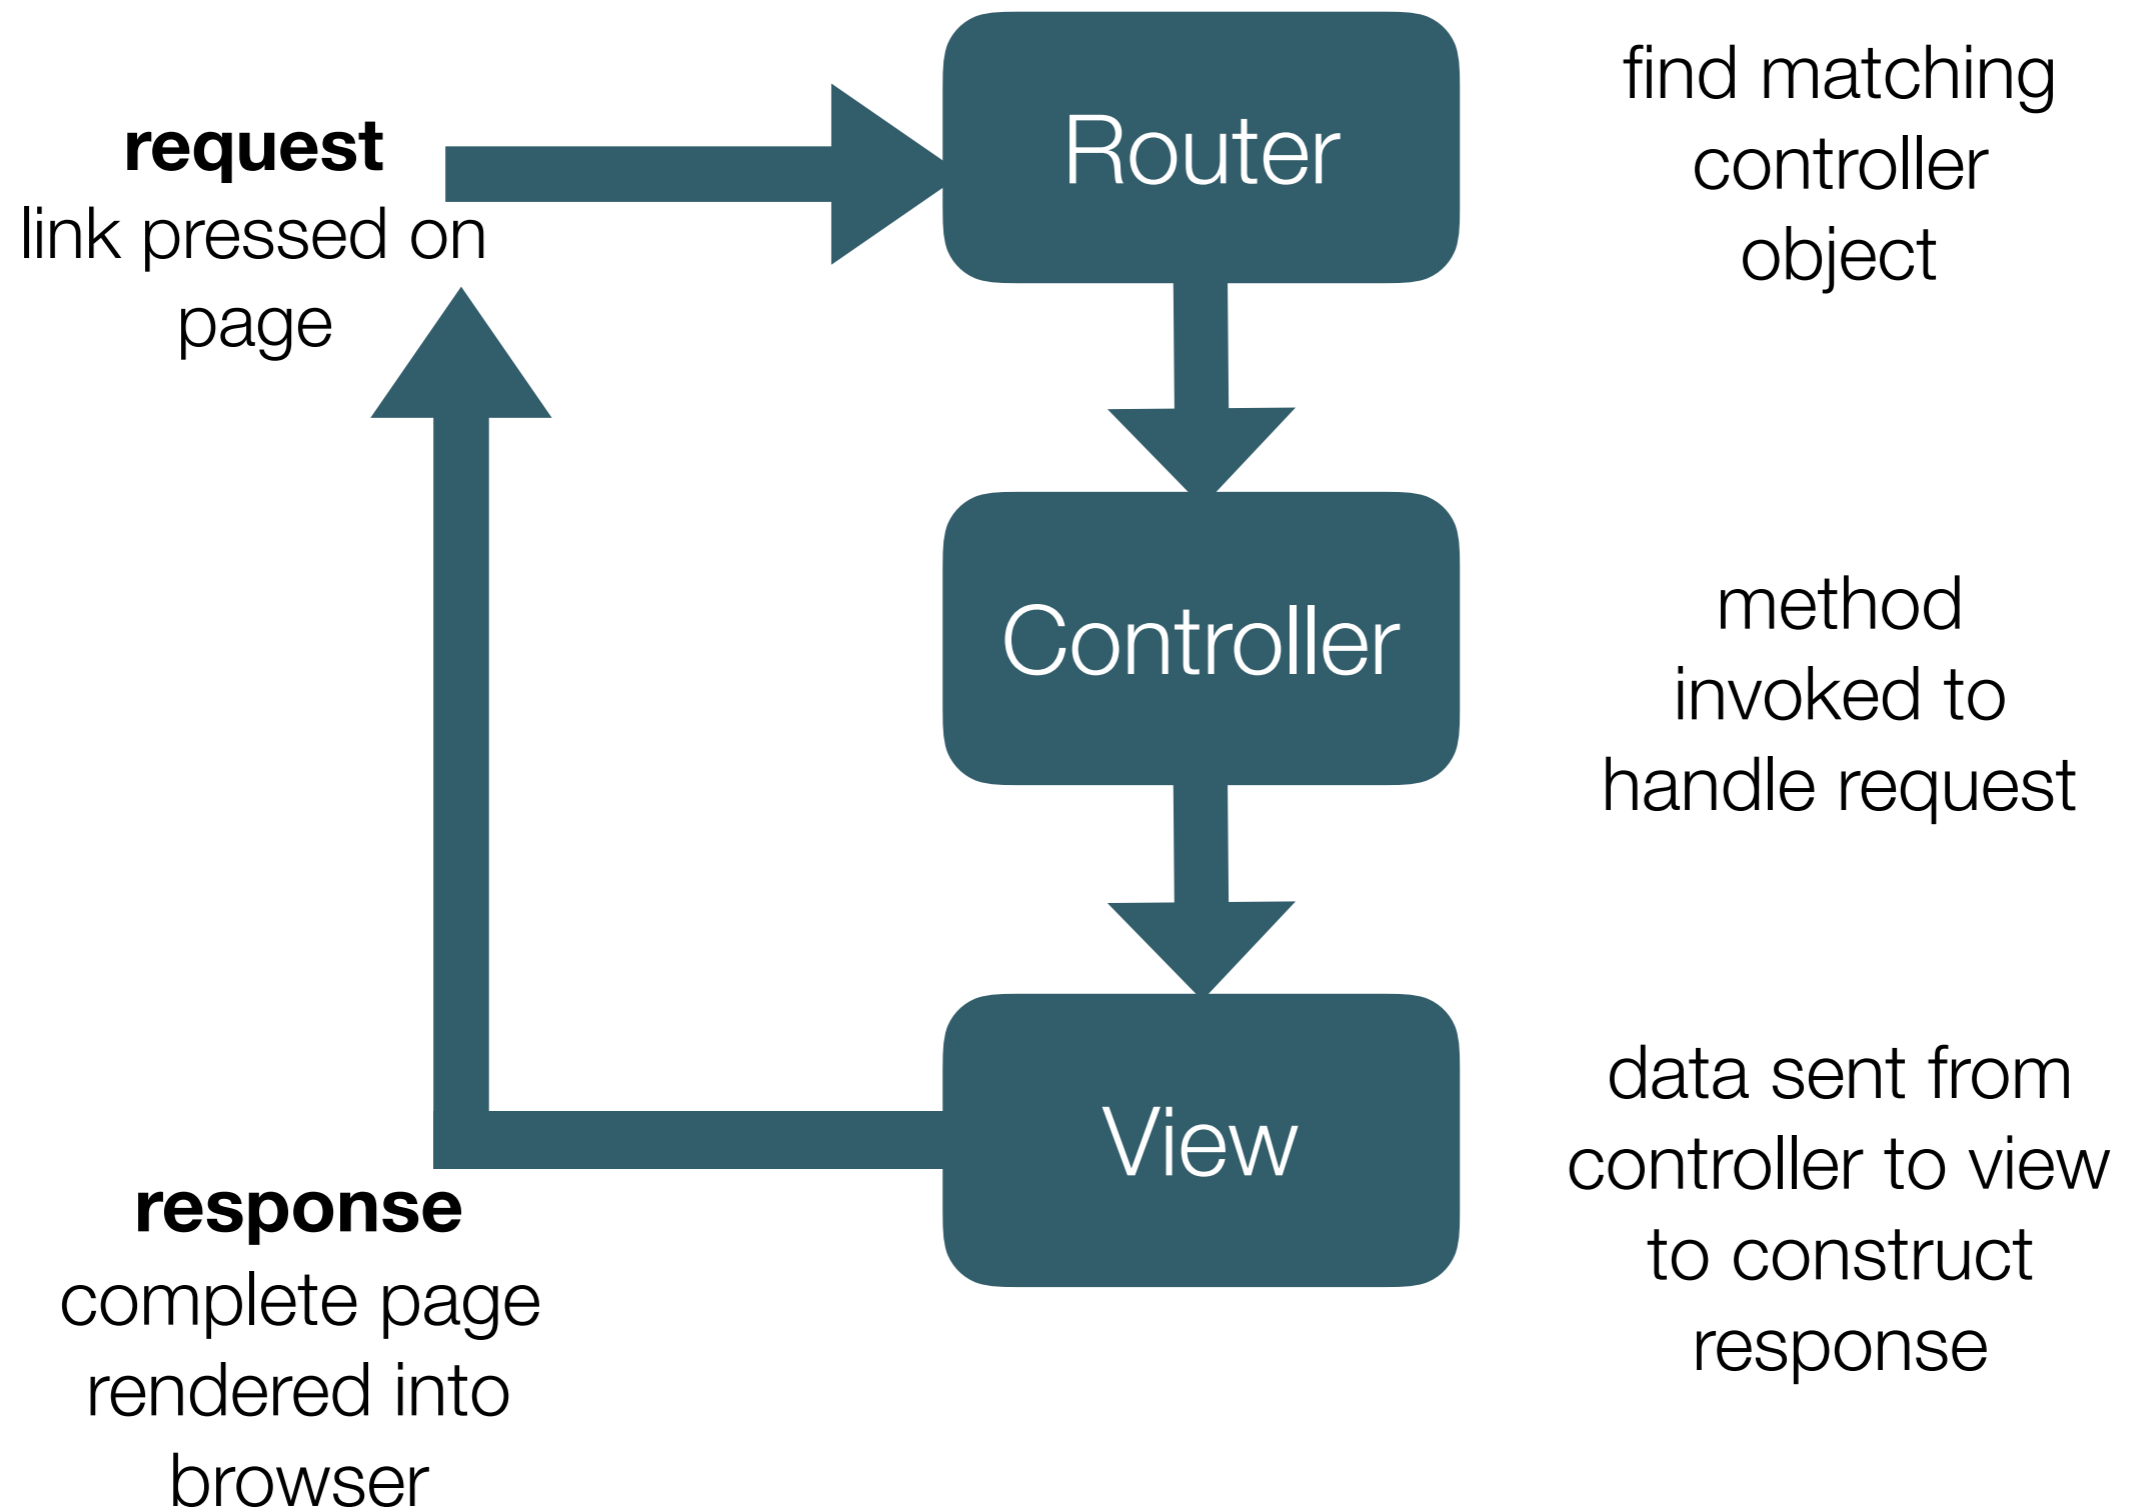 request
link pressed on
page
Router
find matching
controller
object
Controller
method
invoked to
handle request
View
data sent from
controller to view
to construct
response
response
complete page
rendered into
browser